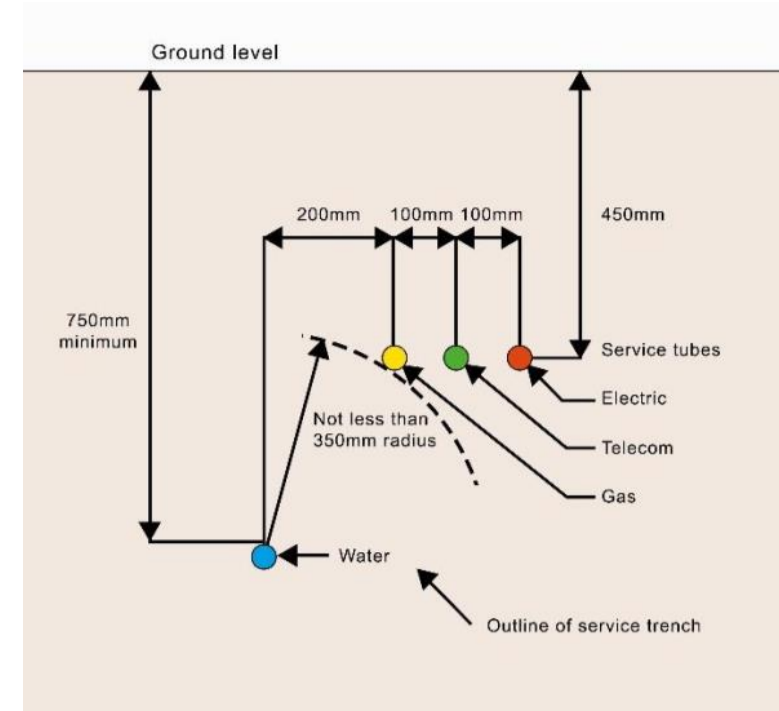 Ground level
200mm
100mm
100mm
450mm
750mm
minimum
Service tubes
Electric
Not less than
350mm radius
Telecom
Gas
Water
Outline of service trench